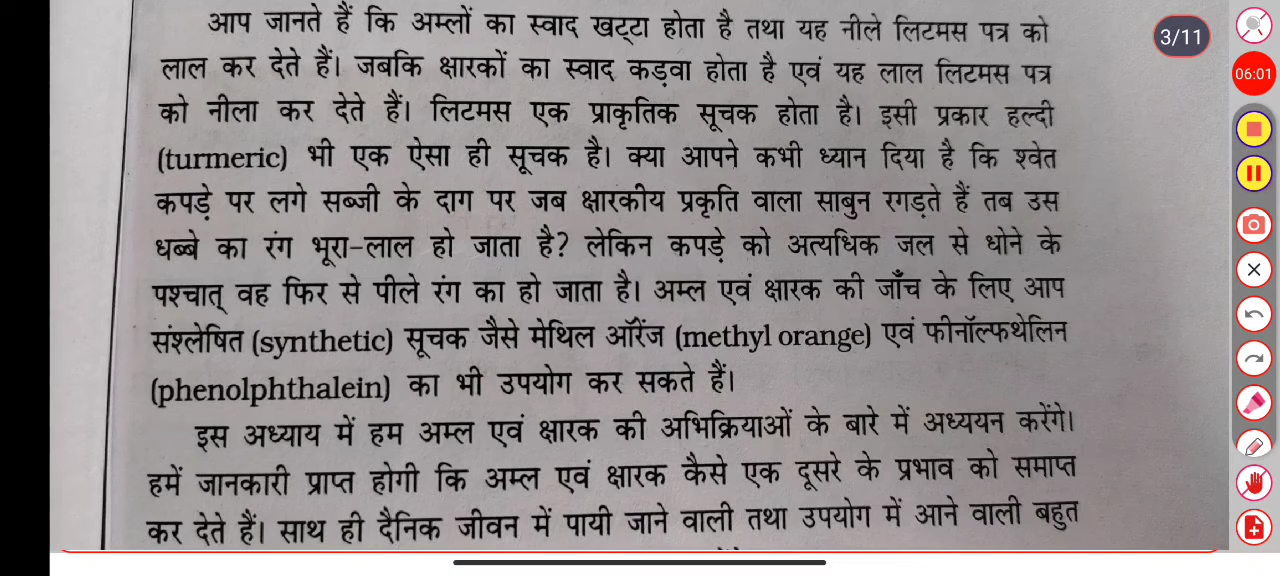 आप जानते हैं कि अम्लों का स्वाद खट्टा होता है तथा यह नीले लिटमस पत्र को
3/11
लाल कर देते हैं। जबकि क्षारकों का स्वाद कड़वा होता है एवं यह लाल लिटमस पत्र
06:01
को नीला कर देते हैं। लिटमस एक प्राकृतिक सूचक होता है। इसी प्रकार हल्दी
(turmeric) भी एक ऐसा ही सूचक है। क्या आपने कभी ध्यान दिया है कि श्वेत
कपड़े पर लगे सब्जी के दाग पर जब क्षारकीय प्रकृति वाला साबुन रगड़ते हैं तब उस
धब्बे का रंग भूरा-लाल हो जाता है? लेकिन कपड़े को अत्यधिक जल से धोने के
पश्चात् वह फिर से पीले रंग का हो जाता है। अम्ल एवं क्षारक की जाँच के लिए आप
संश्लेषित (synthetic) सूचक जैसे मेथिल ऑरेंज (methyl orange) एवं फीनॉल्फथेलिन
(phenolphthalein) का भी उपयोग कर सकते हैं।
इस अध्याय में हम अम्ल एवं क्षारक की अभिक्रियाओं के बारे में अध्ययन करेंगे।
हमें जानकारी प्राप्त होगी कि अम्ल एवं क्षारक कैसे एक दूसरे के प्रभाव को समाप्त
कर देते हैं। साथ ही दैनिक जीवन में पायी जाने वाली तथा उपयोग में आने वाली बहुत